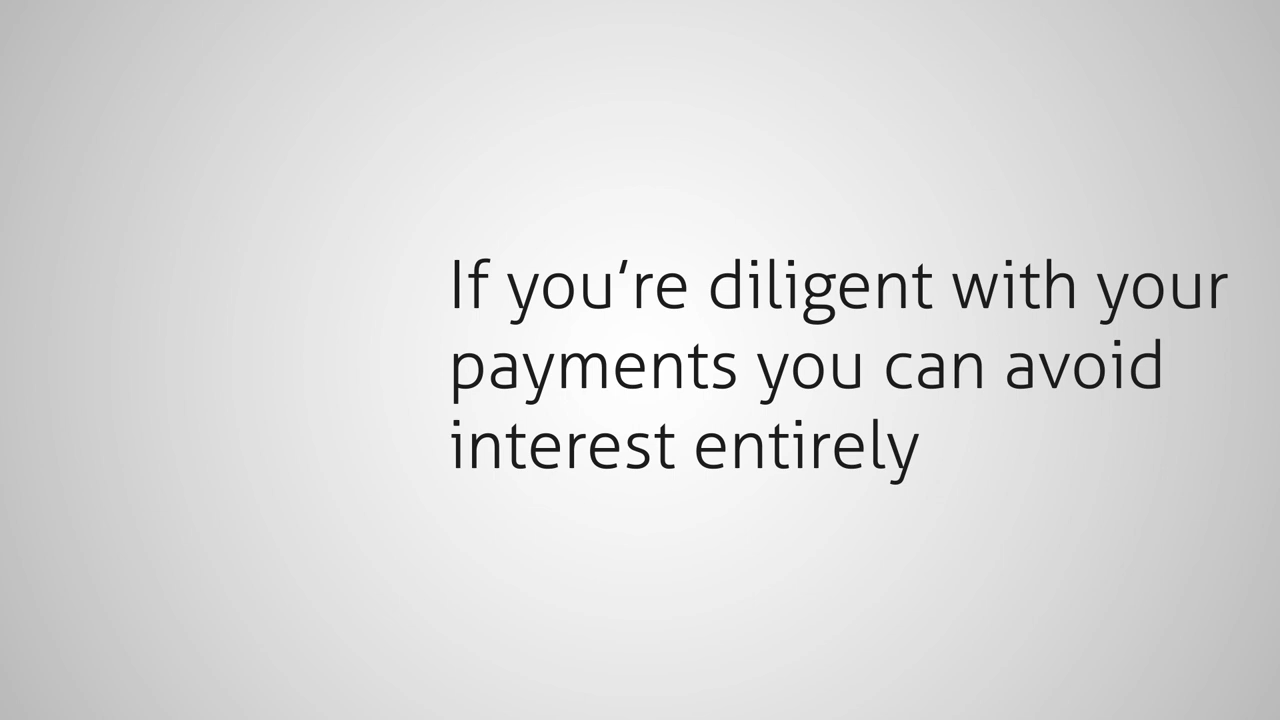 If you’re diligent with your
payments you can avoid
interest entirely